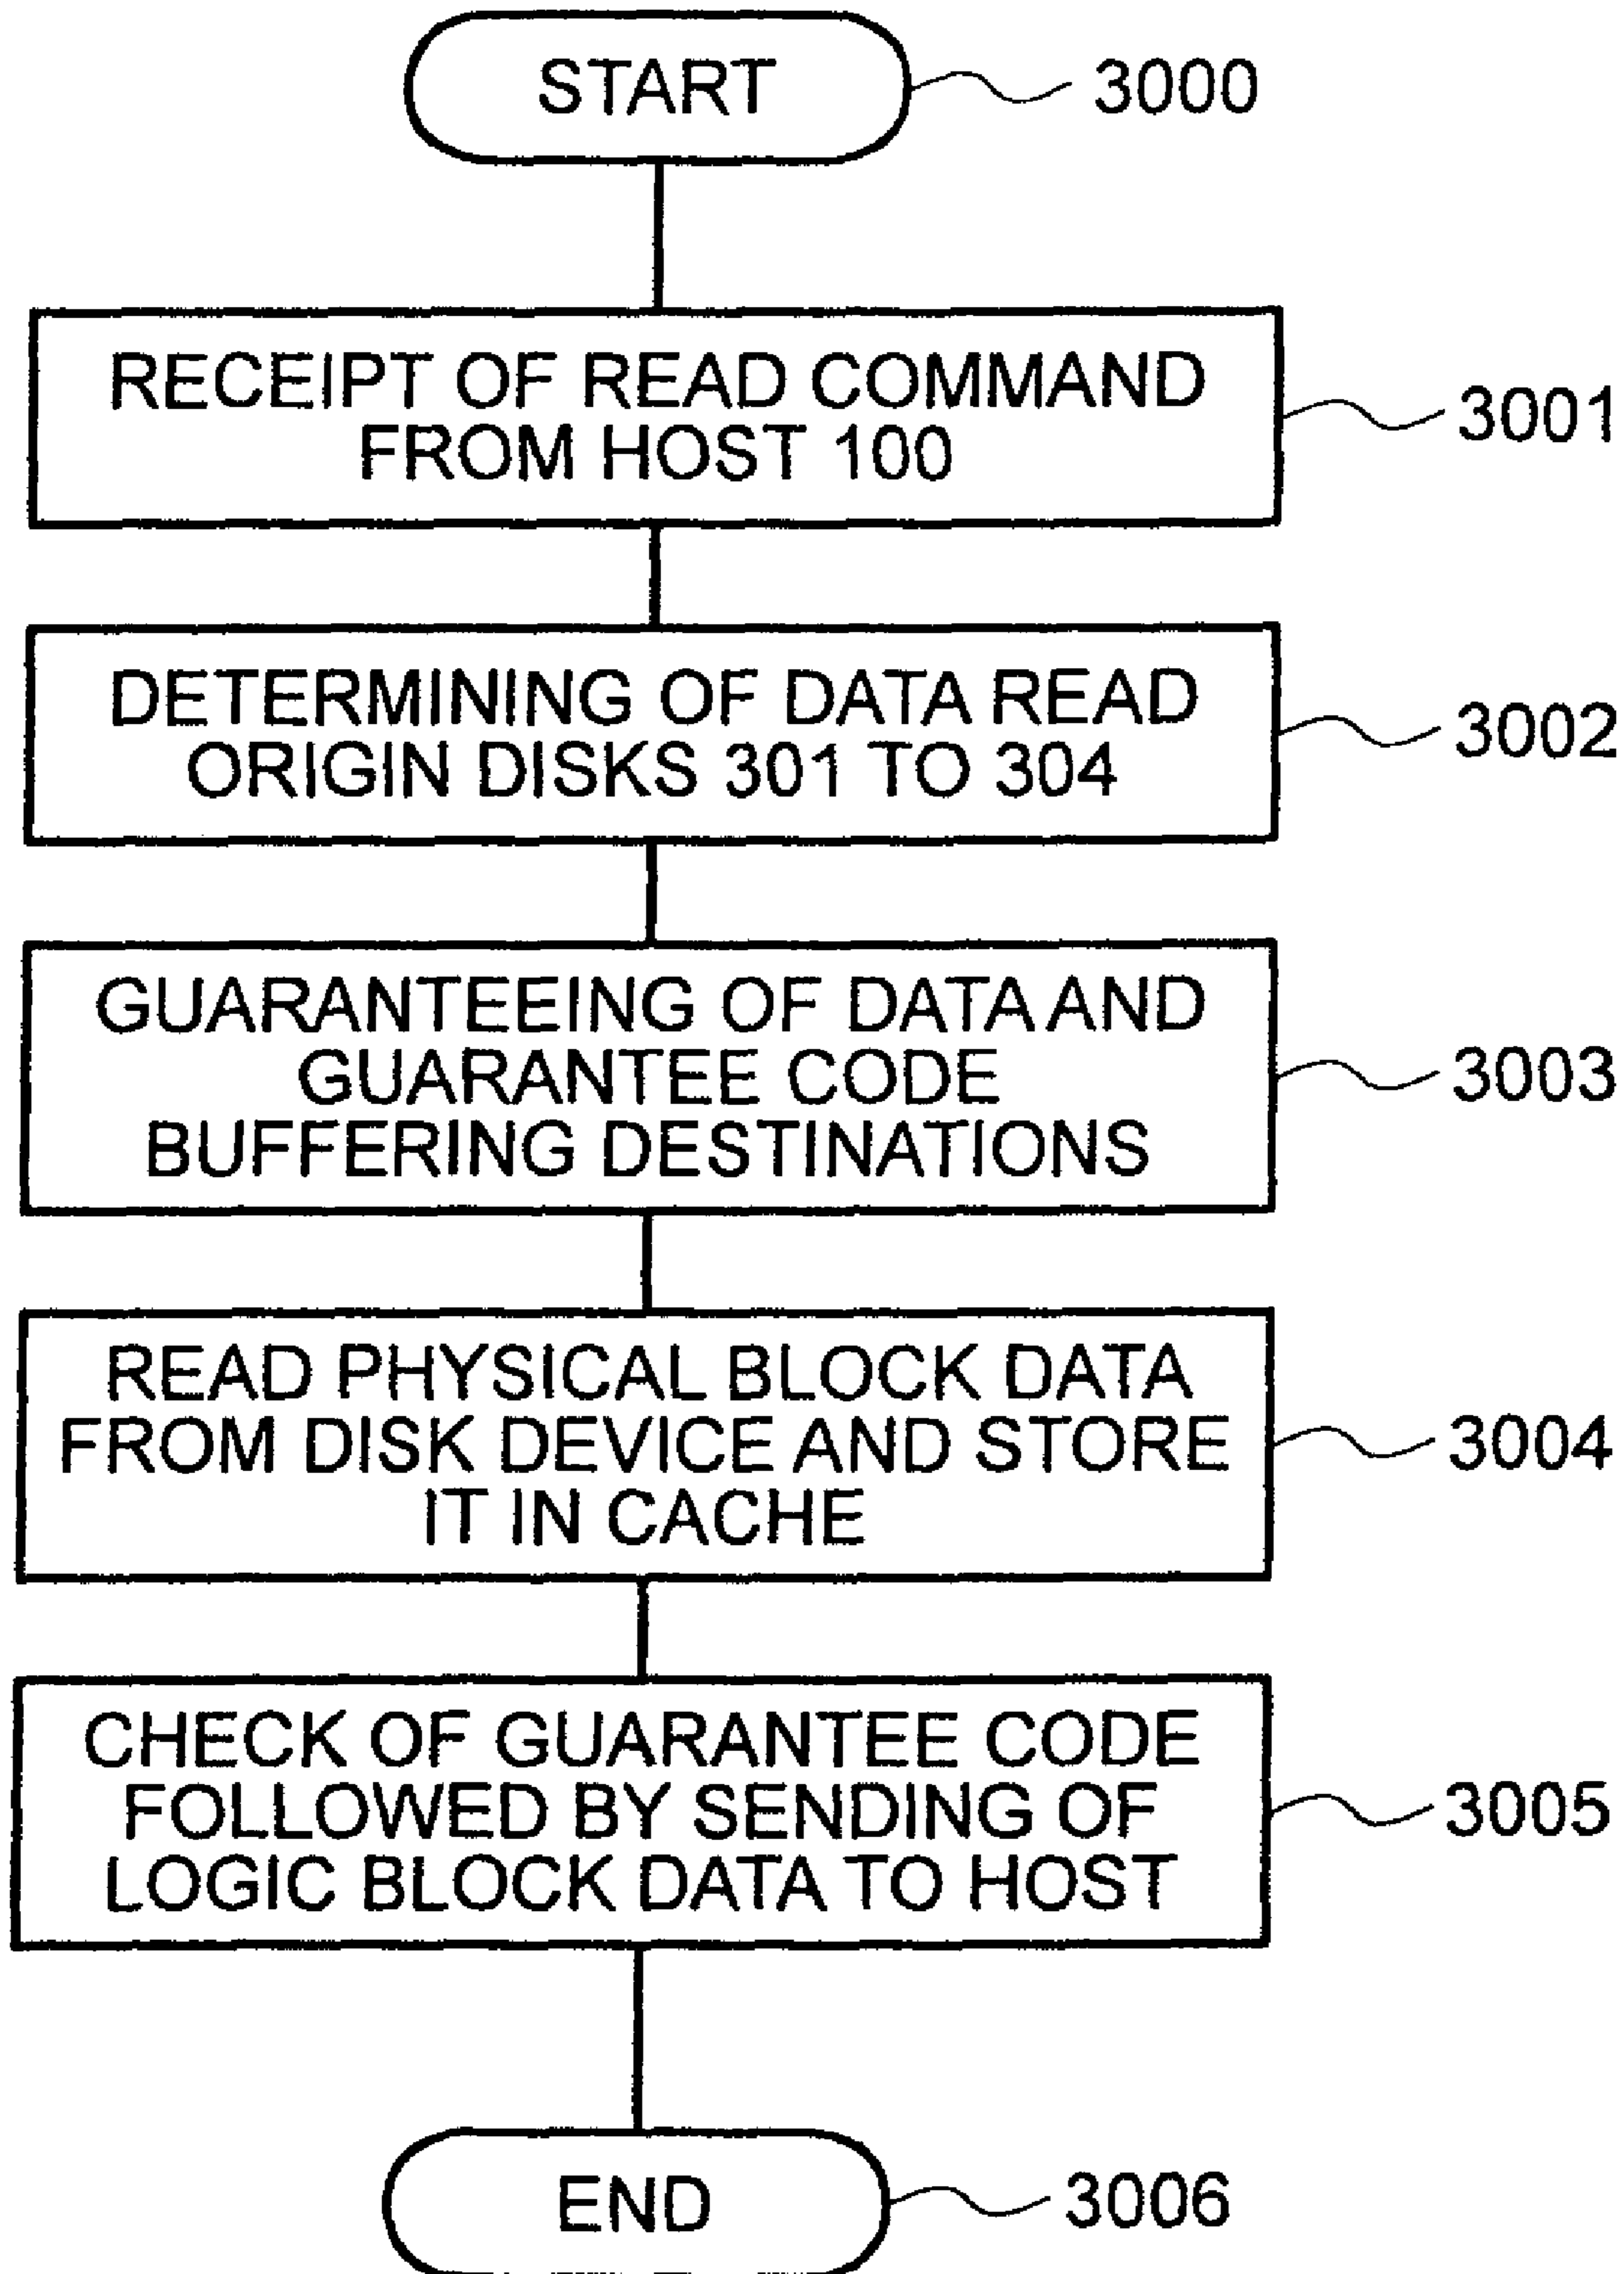 START
3000
RECEIPT OF READ COMMAND
FROM HOST 100
3001
DETERMINING OF DATA READ
ORIGIN DISKS 301 TO 304
3002
GUARANTEEING OF DATA AND
GUARANTEE CODE
BUFFERING DESTINATIONS
3003
READ PHYSICAL BLOCK DATA
FROM DISK DEVICE AND STORE
IT IN CACHE
3004
CHECK OF GUARANTEE CODE
FOLLOWED BY SENDING OF
LOGIC BLOCK DATA TO HOST
3005
END
3006